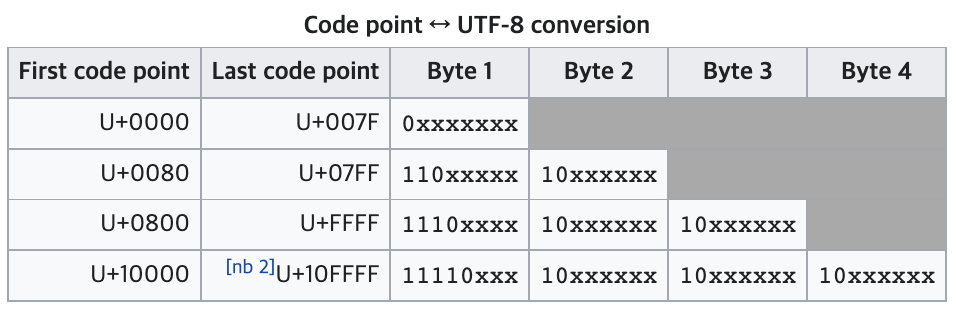 Code point ↔ UTF-8 conversion
First code point Last code point Byte 1 Byte 2 Byte 3 Byte 4
U+0000 U+007F 0xxxxxxx
U+0080 U+07FF 110xxxxx 10xxxxxx
U+0800 U+FFFF 1110xxxx 10xxxxxx 10xxxxxx
U+10000 [nb 2]U+10FFFF 11110xxx 10xxxxxx 10xxxxxx 10xxxxxx